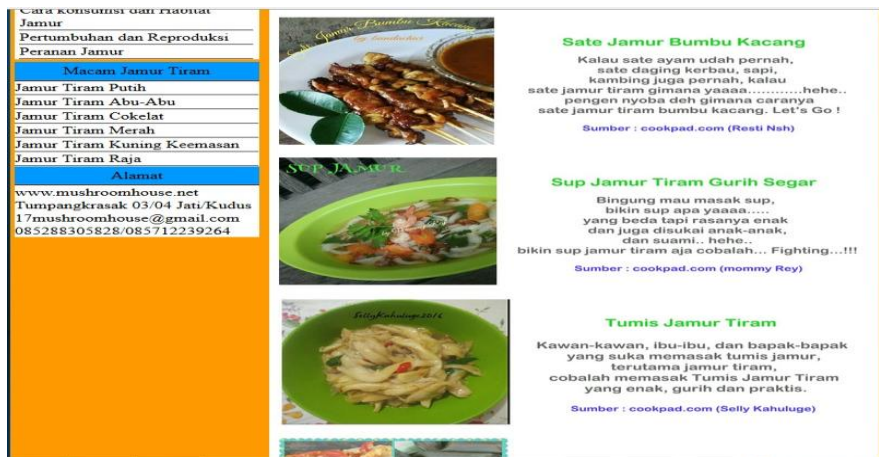 Cara konsumsi dan Habitat
Jamur
Pertumbuhan dan Reproduksi
Peranan Jamur
Macam Jamur Tiram
Jamur Tiram Putih
Jamur Tiram Abu-Abu
Jamur Tiram Cokelat
Jamur Tiram Merah
Jamur Tiram Kuning Keemasan
Jamur Tiram Raja
Alamat
www.mushroomhouse.net
Tumpangkrasak 03/04 Jati/Kudus
17mushroomhouse@gmail.com
085288305828/085712239264
Sate Jamur Bumbu Kacang
Sate Jamur Bumbu Kacang
Kalau sate ayam udah pernah,
sate daging kerbau, sapi,
kambing juga pernah, kalau
sate jamur tiram gimana yaaaa............hehe..
pengen nyoba deh gimana caranya
sate jamur tiram bumbu kacang. Let's Go !
Sumber : cookpad.com (Resti Nsh)
SUP JAMUR
Sup Jamur Tiram Gurih Segar
Bingung mau masak sup,
bikin sup apa yaaaa.....
yang beda tapi rasanya enak
dan juga disukai anak-anak,
dan suami.. hehe..
bikin sup jamur tiram aja cobalah... Fighting...!!!
Sumber : cookpad.com (mommy Rey)
SellyKahuluge2016
Tumis Jamur Tiram
Kawan-kawan, ibu-ibu, dan bapak-bapak
yang suka memasak tumis jamur,
terutama jamur tiram,
cobalah memasak Tumis Jamur Tiram
yang enak, gurih dan praktis.
Sumber : cookpad.com (Selly Kahuluge)